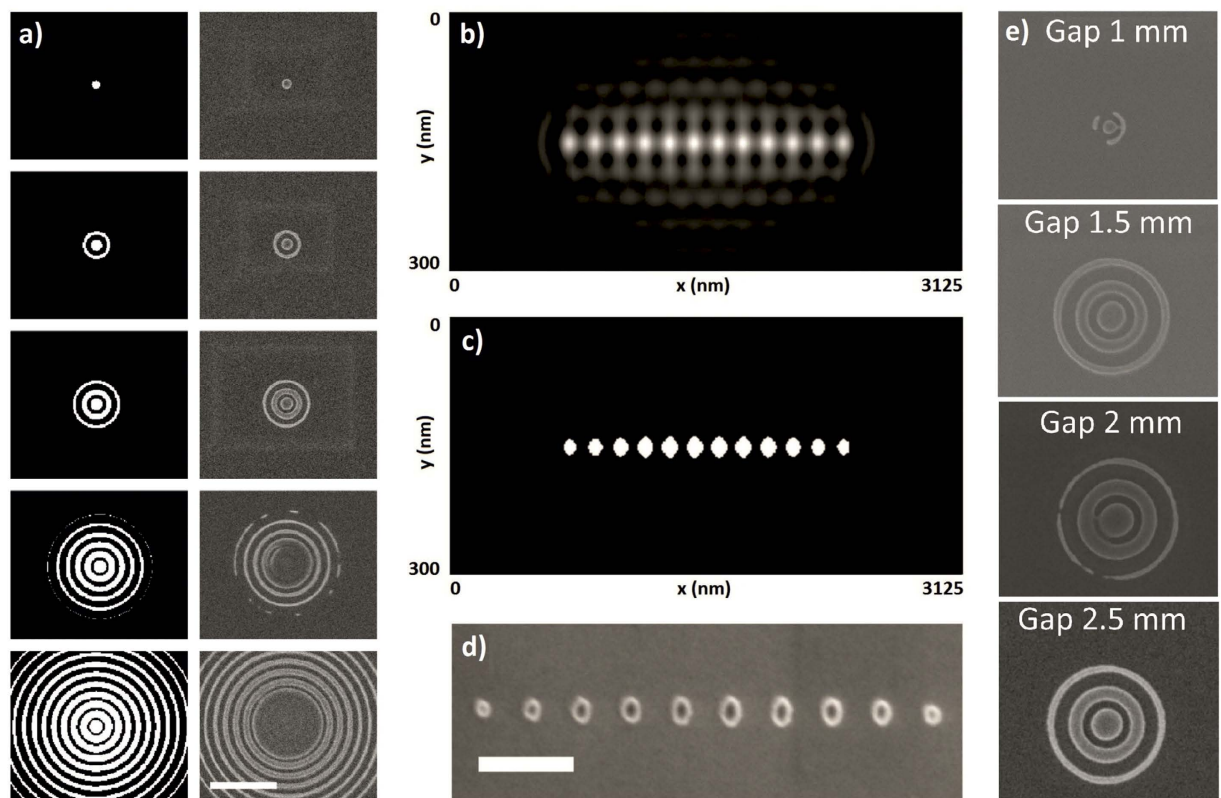 a)
b)
0
y (nm)
300
0
x (nm)
3125
c)
0
y (nm)
300
0
x (nm)
3125
d)
e) Gap 1 mm
Gap 1.5 mm
Gap 2 mm
Gap 2.5 mm